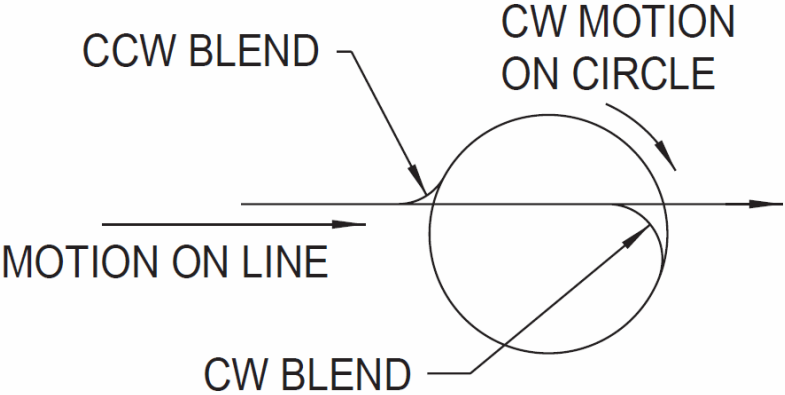 CCW BLEND
CW MOTION
ON CIRCLE
MOTION ON LINE
CW BLEND